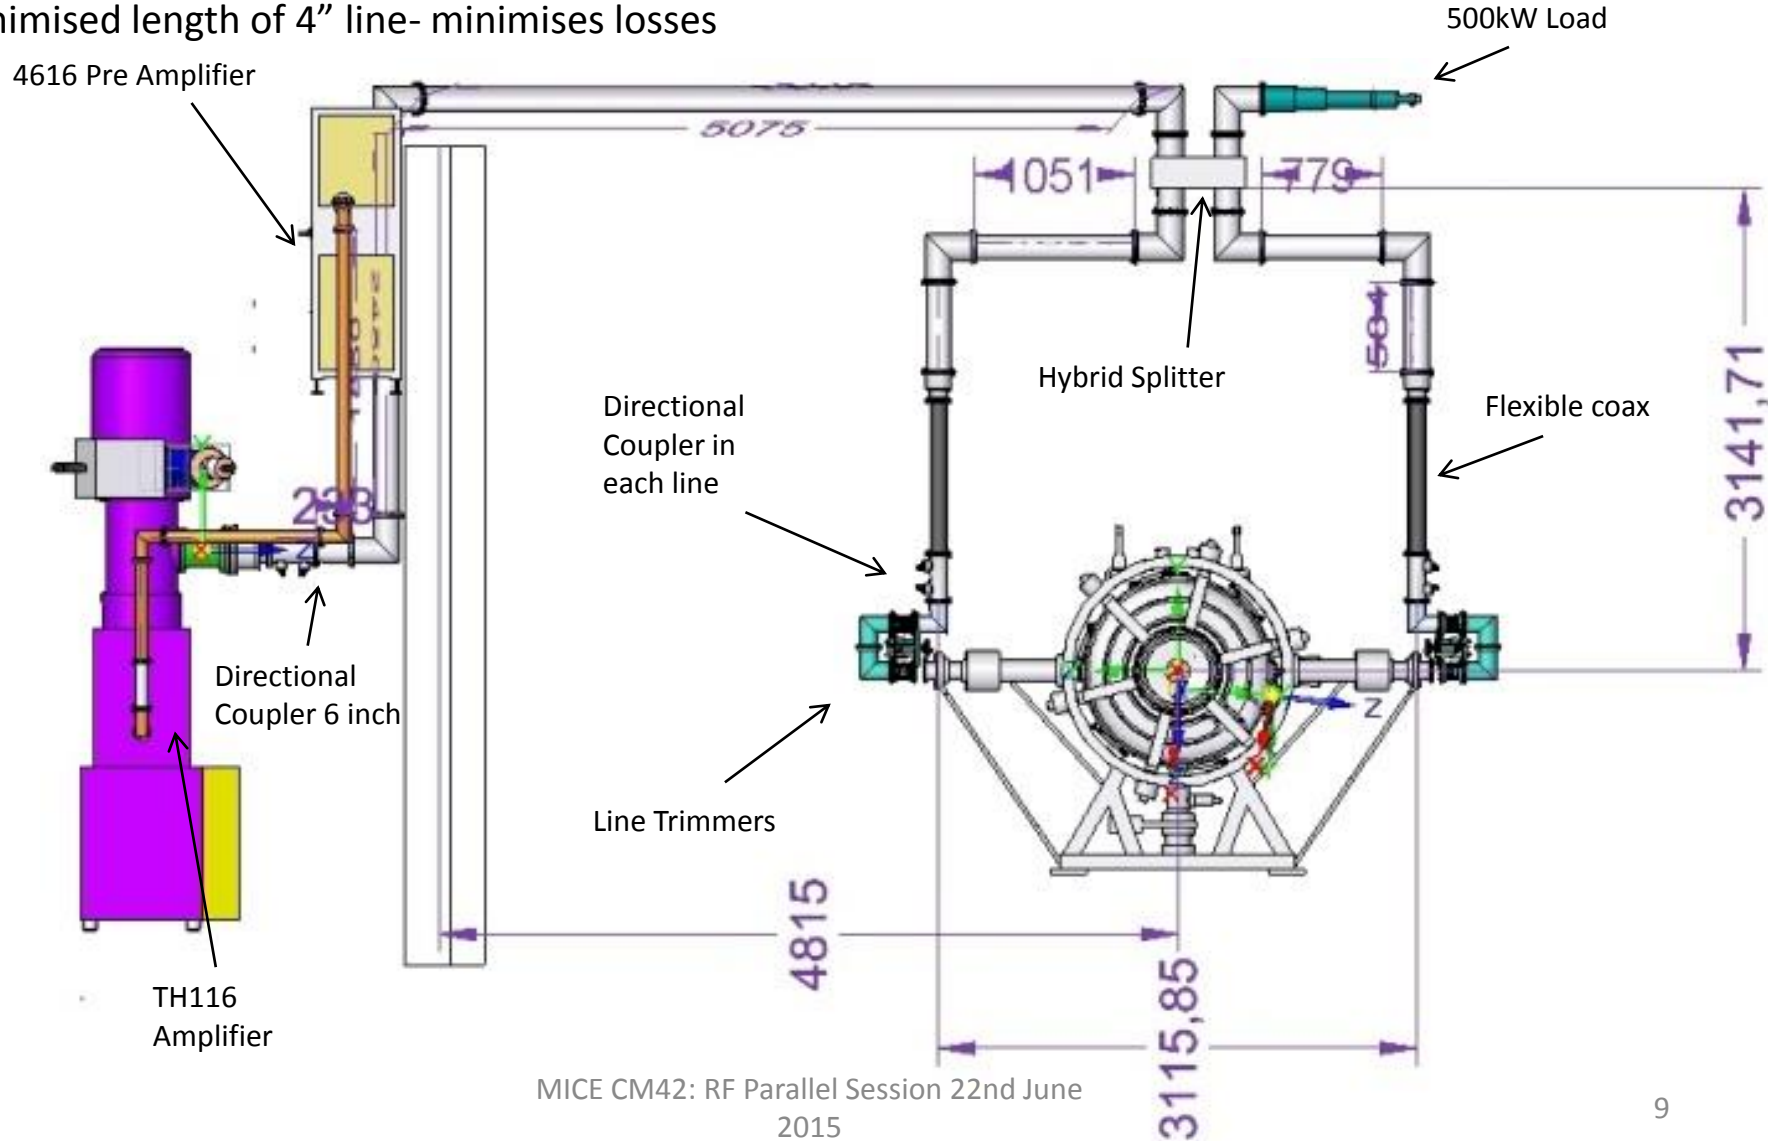 nimised length of 4” line- minimises losses
500kW Load
4616 Pre Amplifier
5075
1051
779
584
3141,71
Hybrid Splitter
Directional
Coupler in
each line
Flexible coax
233
Z
Directional
Coupler 6 inch
Z
Line Trimmers
4815
TH116
Amplifier
3115,85
MICE CM42: RF Parallel Session 22nd June
2015
9